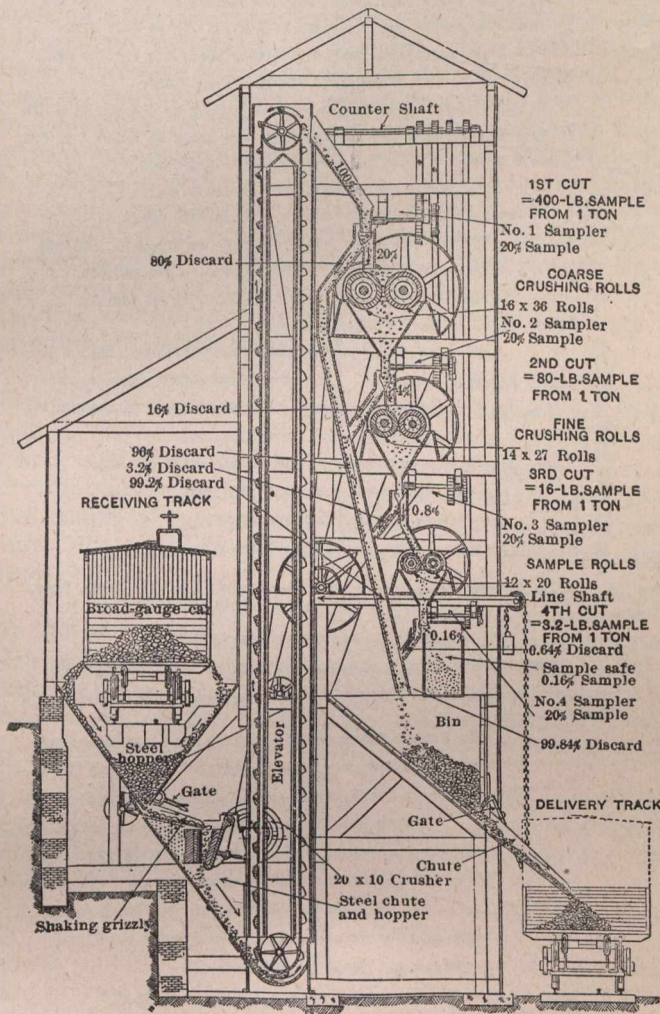 Counter Shaft
100%
1ST CUT
=400-LB.SAMPLE
FROM 1 TON
No. 1 Sampler
20% Sample
20%
80% Discard
COARSE
CRUSHING ROLLS
16 x 36 Rolls
No. 2 Sampler
20% Sample
2ND CUT
=80-LB.SAMPLE
FROM 1 TON
4%
16% Discard
FINE
CRUSHING ROLLS
14 x 27 Rolls
96% Discard
3.2% Discard
99.2% Discard
3RD CUT
=16-LB.SAMPLE
FROM 1 TON
0.8%
No. 3 Sampler
20% Sample
RECEIVING TRACK
SAMPLE ROLLS
12 x 20 Rolls
Line Shaft
4TH CUT
=3.2-LB.SAMPLE
FROM 1 TON
0.64% Discard
Broad-gauge car
0.16%
Sample safe
0.16% Sample
No.4 Sampler
20% Sample
Bin
99.84% Discard
Steel
hopper
Elevator
Gate
Gate
DELIVERY TRACK
Chute
20 x 10 Crusher
Steel chute
and hopper
Shaking grizzly